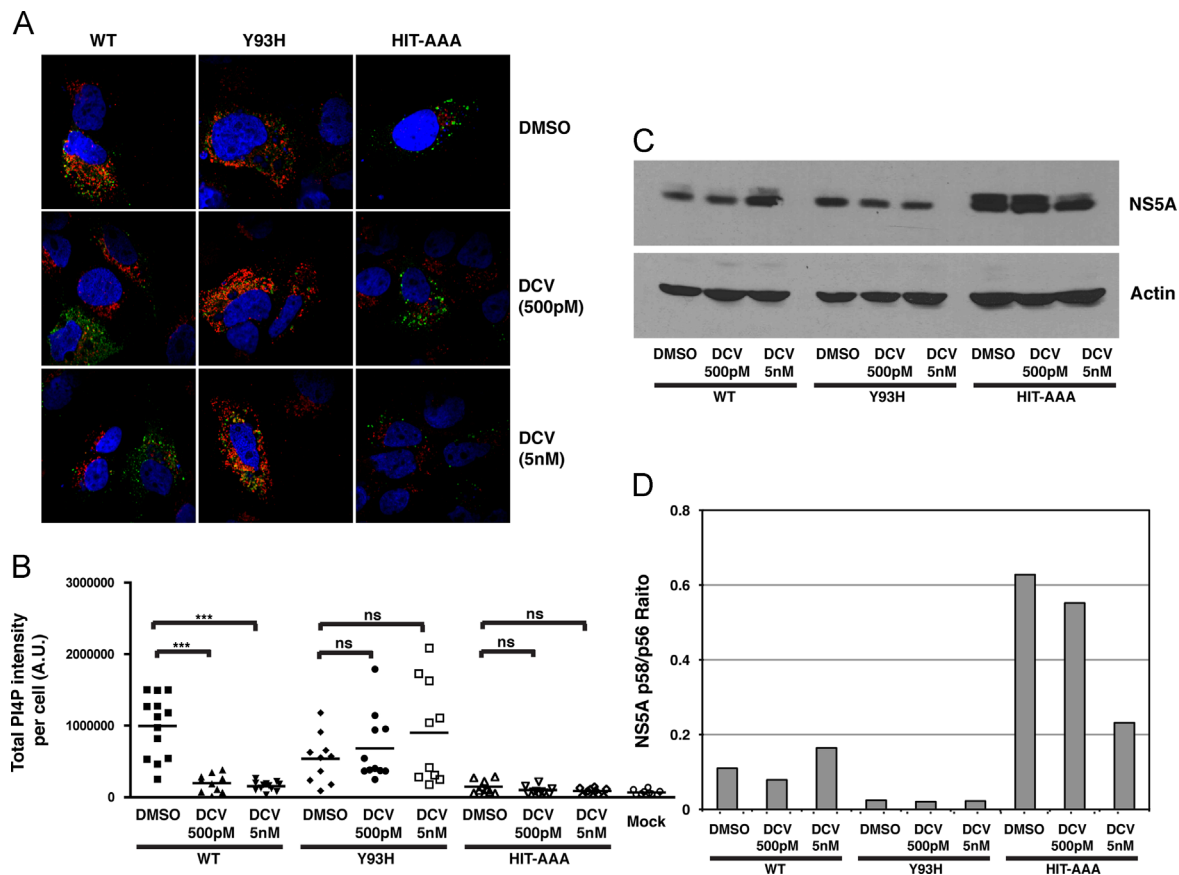 A
WT
Y93H
HIT-AAA
DMSO
DCV
(500pM)
DCV
(5nM)
B
Total PI4P intensity
per cell (A.U.)
3000000
2000000
1000000
0
***
***
ns
ns
ns
ns
DMSO
DCV
500pM
DCV
5nM
DMSO
DCV
500pM
DCV
5nM
DMSO
DCV
500pM
DCV
5nM
Mock
WT
Y93H
HIT-AAA
C
NS5A
Actin
DMSO
DCV
500pM
DCV
5nM
DMSO
DCV
500pM
DCV
5nM
DMSO
DCV
500pM
DCV
5nM
WT
Y93H
HIT-AAA
D
NS5A p58/p56 Raito
0.8
0.6
0.4
0.2
0
DMSO
DCV
500pM
DCV
5nM
DMSO
DCV
500pM
DCV
5nM
DMSO
DCV
500pM
DCV
5nM
WT
Y93H
HIT-AAA